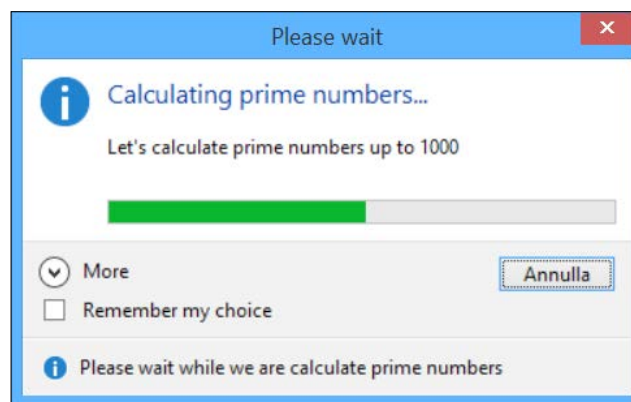 Please wait
Calculating prime numbers...
Let's calculate prime numbers up to 1000
More
Annulla
Remember my choice
Please wait while we are calculate prime numbers